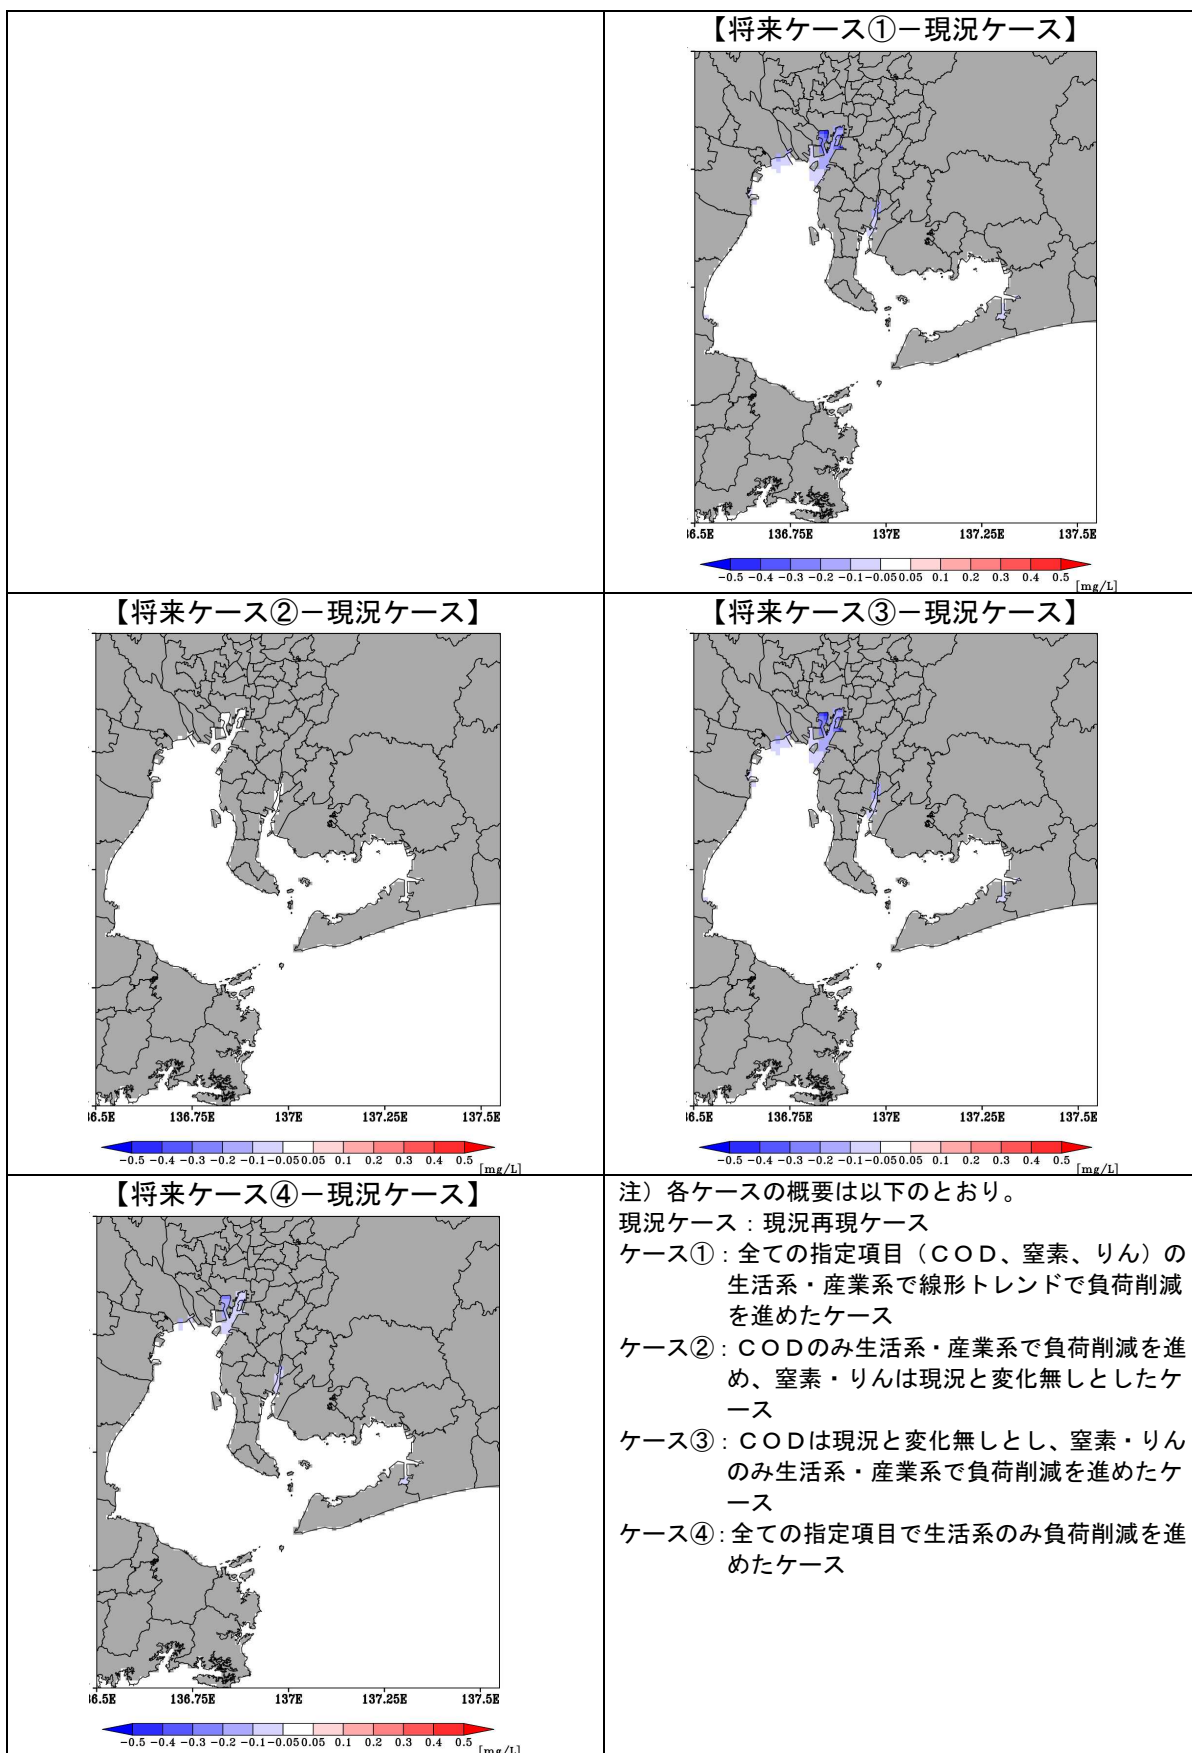 【将来ケース①－現況ケース】
36.5E 136.75E 137E 137.25E 137.5E
-0.5 -0.4 -0.3 -0.2 -0.1 -0.05 0.05 0.1 0.2 0.3 0.4 0.5
[mg/L]
【将来ケース②－現況ケース】
36.5E 136.75E 137E 137.25E 137.5E
-0.5 -0.4 -0.3 -0.2 -0.1 -0.05 0.05 0.1 0.2 0.3 0.4 0.5
[mg/L]
【将来ケース③－現況ケース】
36.5E 136.75E 137E 137.25E 137.5E
-0.5 -0.4 -0.3 -0.2 -0.1 -0.05 0.05 0.1 0.2 0.3 0.4 0.5
[mg/L]
【将来ケース④－現況ケース】
36.5E 136.75E 137E 137.25E 137.5E
-0.5 -0.4 -0.3 -0.2 -0.1 -0.05 0.05 0.1 0.2 0.3 0.4 0.5
[mg/L]
注）各ケースの概要は以下のとおり。
現況ケース：現況再現ケース
ケース①：全ての指定項目（ＣＯＤ、窒素、りん）の
生活系・産業系で線形トレンドで負荷削減
を進めたケース
ケース②：ＣＯＤのみ生活系・産業系で負荷削減を進
め、窒素・りんは現況と変化無しとしたケ
ース
ケース③：ＣＯＤは現況と変化無しとし、窒素・りん
のみ生活系・産業系で負荷削減を進めたケ
ース
ケース④：全ての指定項目で生活系のみ負荷削減を進
めたケース